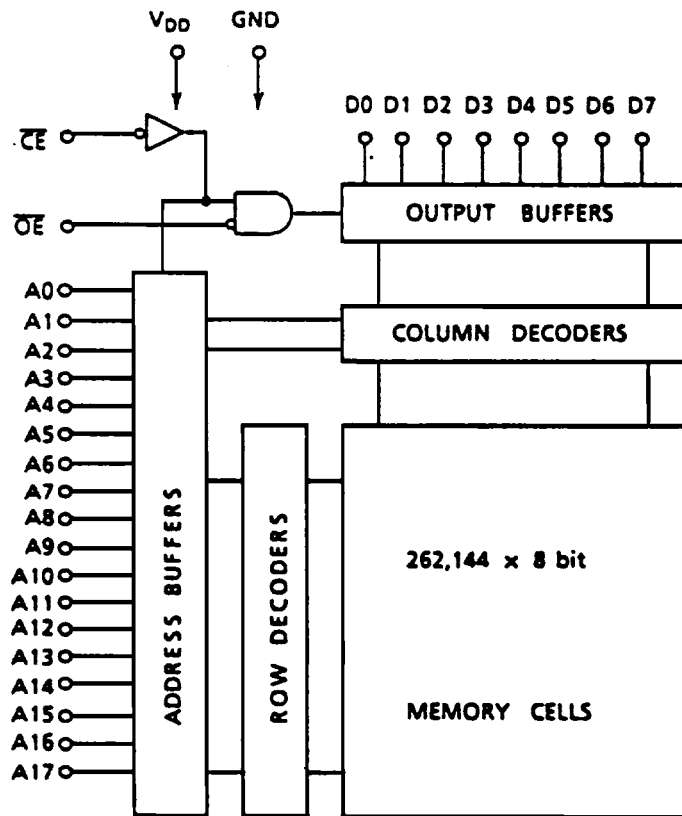 VDD GND
D0 D1 D2 D3 D4 D5 D6 D7
CE
OE
OUTPUT BUFFERS
A0
A1
A2
COLUMN DECODERS
A3
A4
A5
A6
A7
A8
A9
A10
A11
A12
A13
A14
A15
A16
A17
ADDRESS BUFFERS
ROW DECODERS
262,144 x 8 bit
MEMORY CELLS